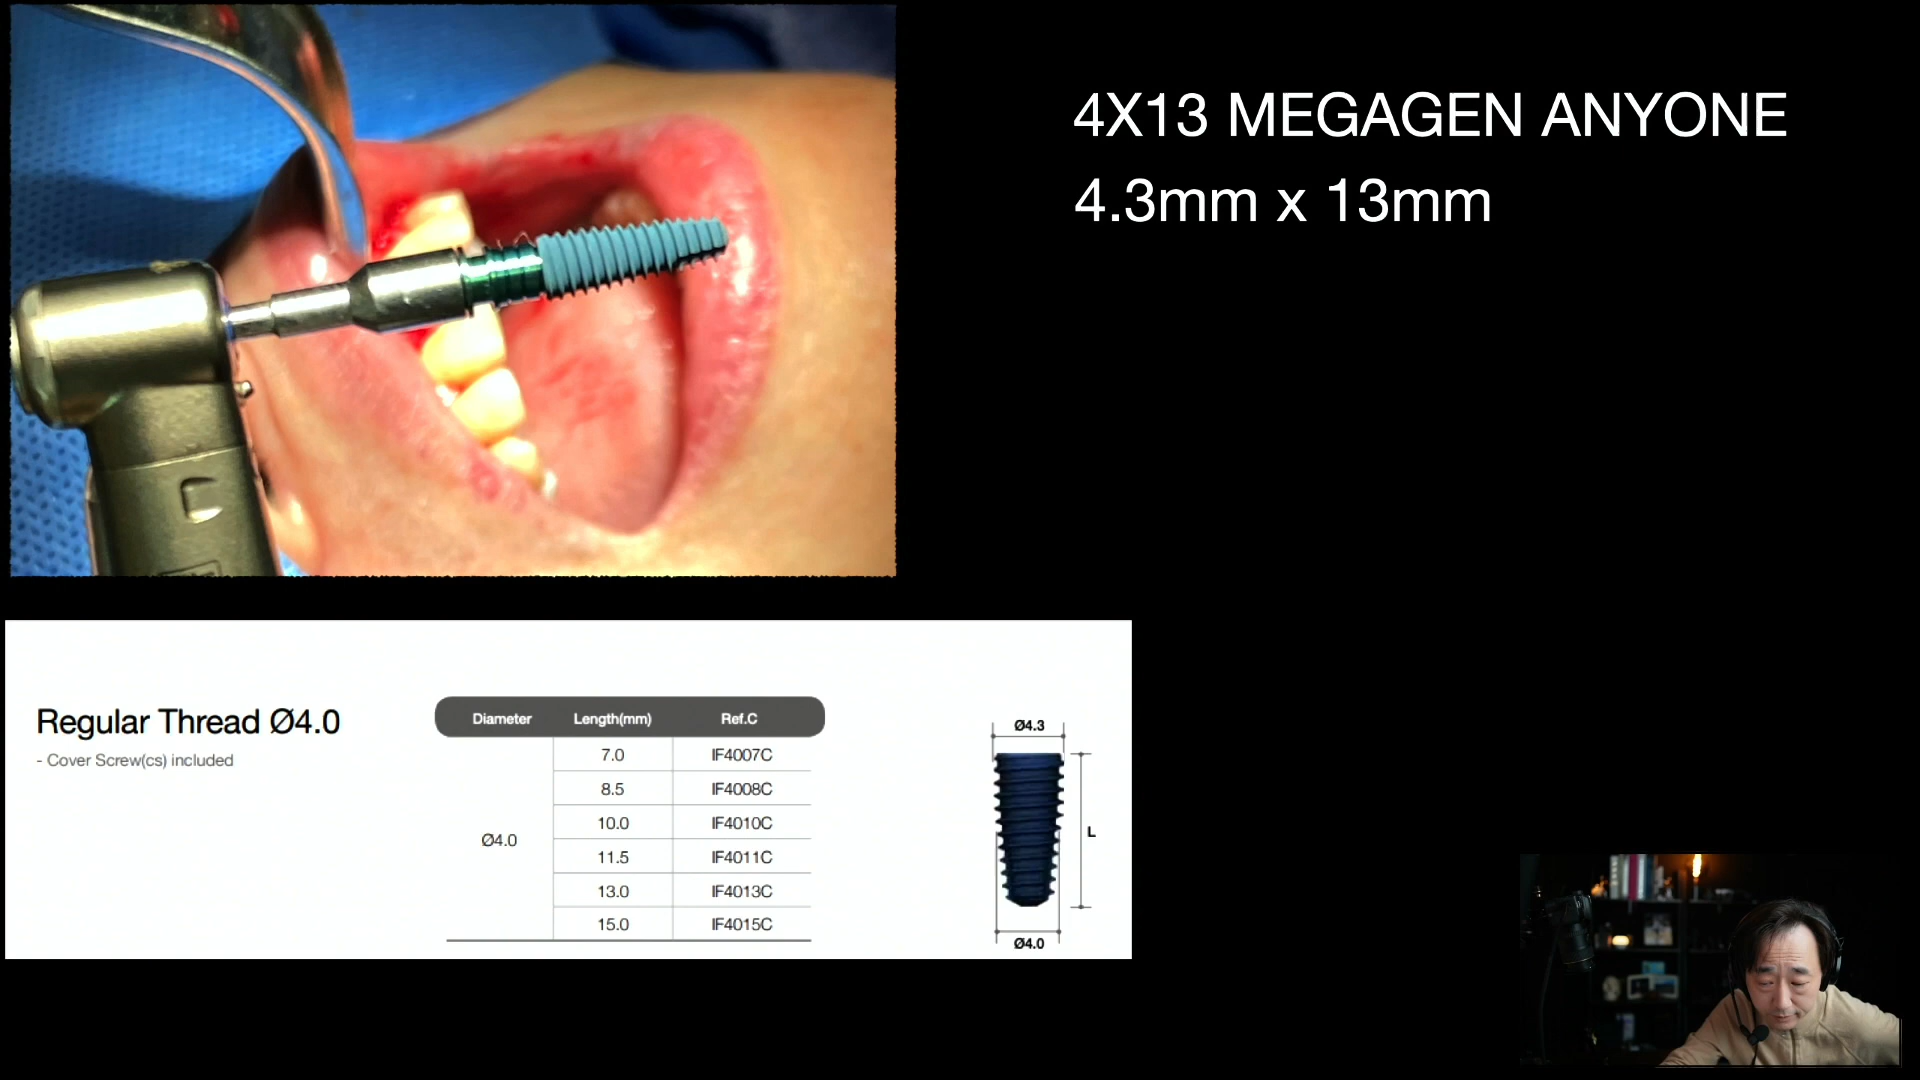 4X13 MEGAGEN ANYONE
4.3mm x 13mm
Regular Thread Ø4.0
- Cover Screw(cs) included
Diameter Length(mm) Ref.C
7.0 IF4007C
8.5 IF4008C
10.0 IF4010C
Ø4.0
11.5 IF4011C
13.0 IF4013C
15.0 IF4015C
Ø4.3
L
Ø4.0